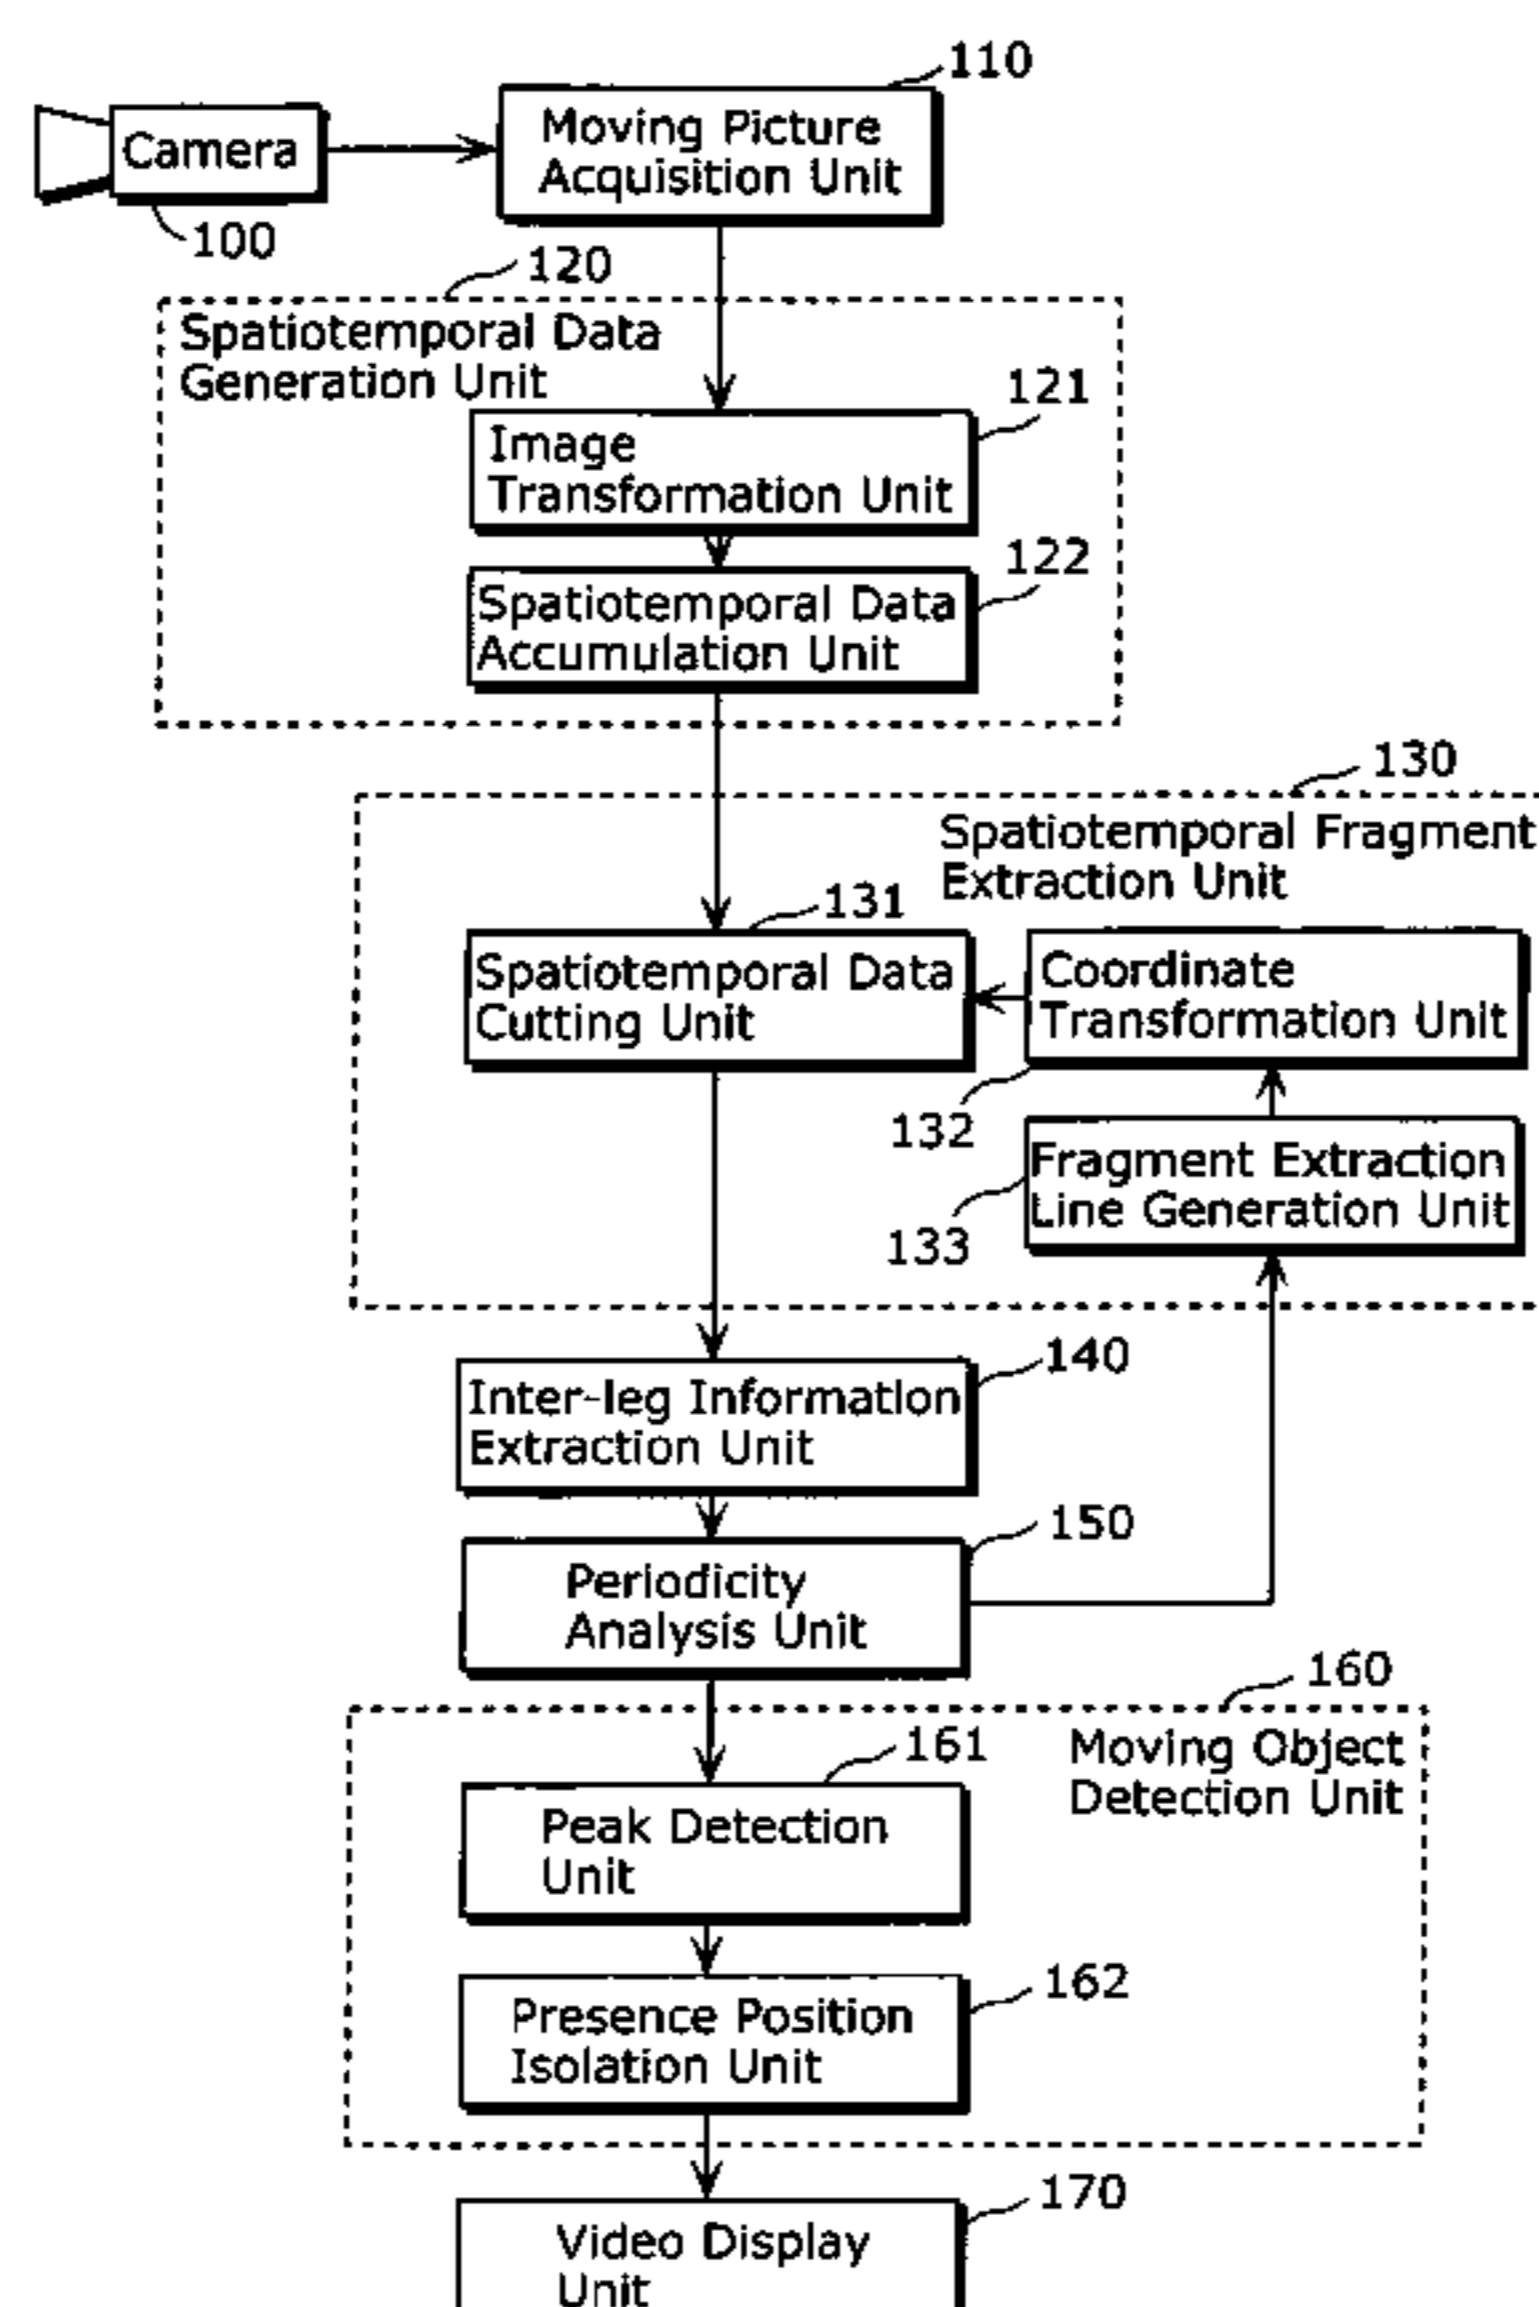 110
Camera
Moving Picture
Acquisition Unit
100
120
Spatiotemporal Data
Generation Unit
121
Image
Transformation Unit
122
Spatiotemporal Data
Accumulation Unit
130
Spatiotemporal Fragment
Extraction Unit
131
Spatiotemporal Data
Cutting Unit
Coordinate
Transformation Unit
132
Fragment Extraction
Line Generation Unit
133
140
Inter-leg Information
Extraction Unit
150
Periodicity
Analysis Unit
160
Moving Object
Detection Unit
161
Peak Detection
Unit
162
Presence Position
Isolation Unit
170
Video Display
Unit